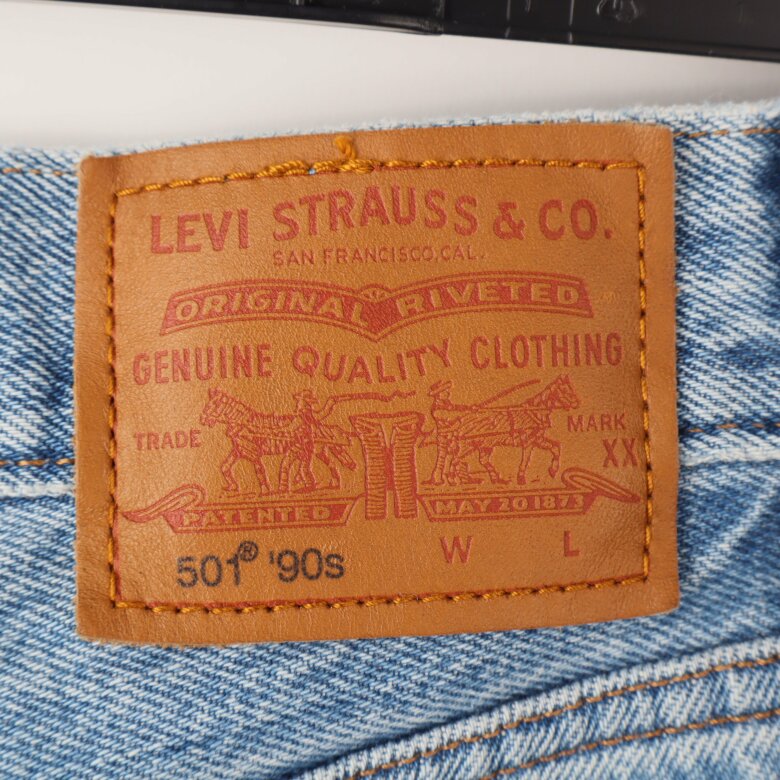 LEVI STRAUSS & CO.
SAN FRANCISCO, CAL.
ORIGINAL RIVETED
GENUINE QUALITY CLOTHING
TRADE MARK
XX
PATENTED MAY 20 1873
501® '90s W L